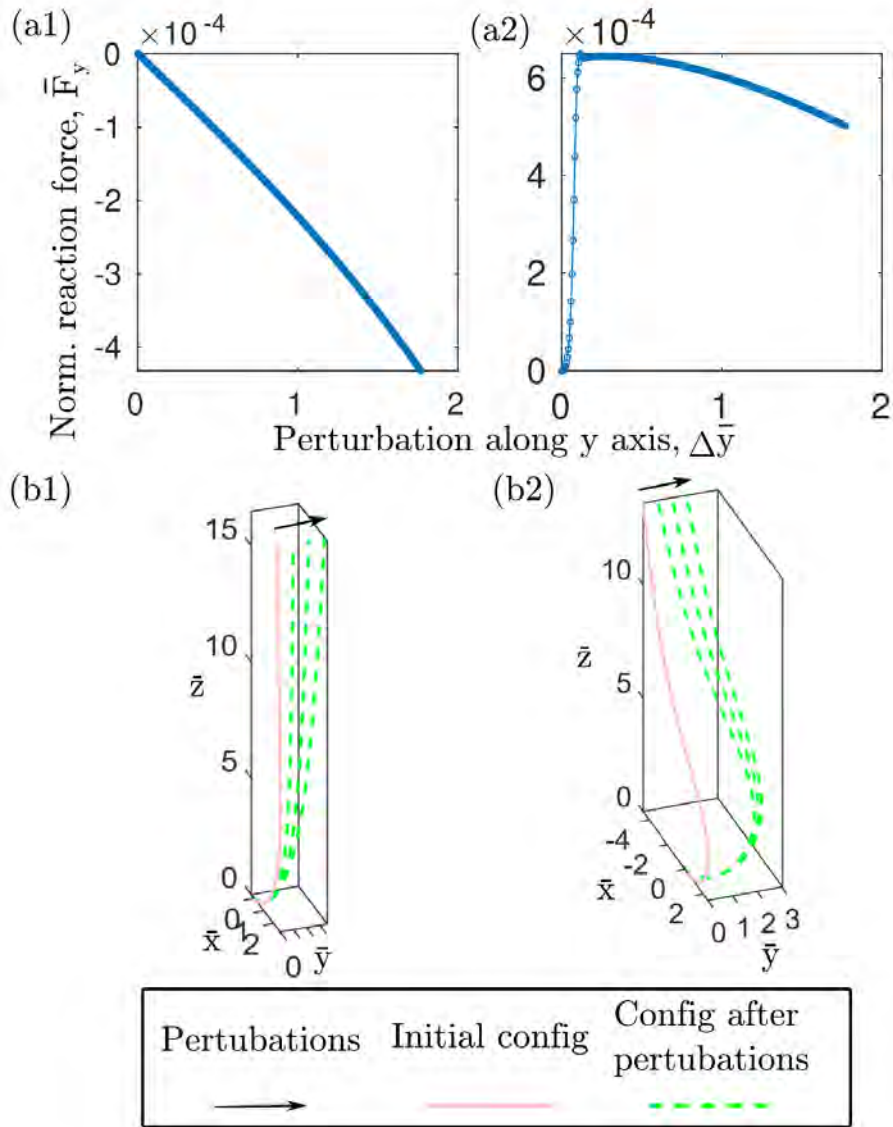 (a1)
×10⁻⁴
(a2)
×10⁻⁴
Norm. reaction force, F̄_y
0
-1
-2
-3
-4
0
1
2
6
4
2
0
0
1
2
Perturbation along y axis, Δȳ
(b1)
15
10
5
0
z̄
0
1
2
x̄
0
ȳ
(b2)
10
5
0
z̄
-4
-2
0
2
x̄
0
1
2
3
ȳ
Pertubations
Initial config
Config after
pertubations